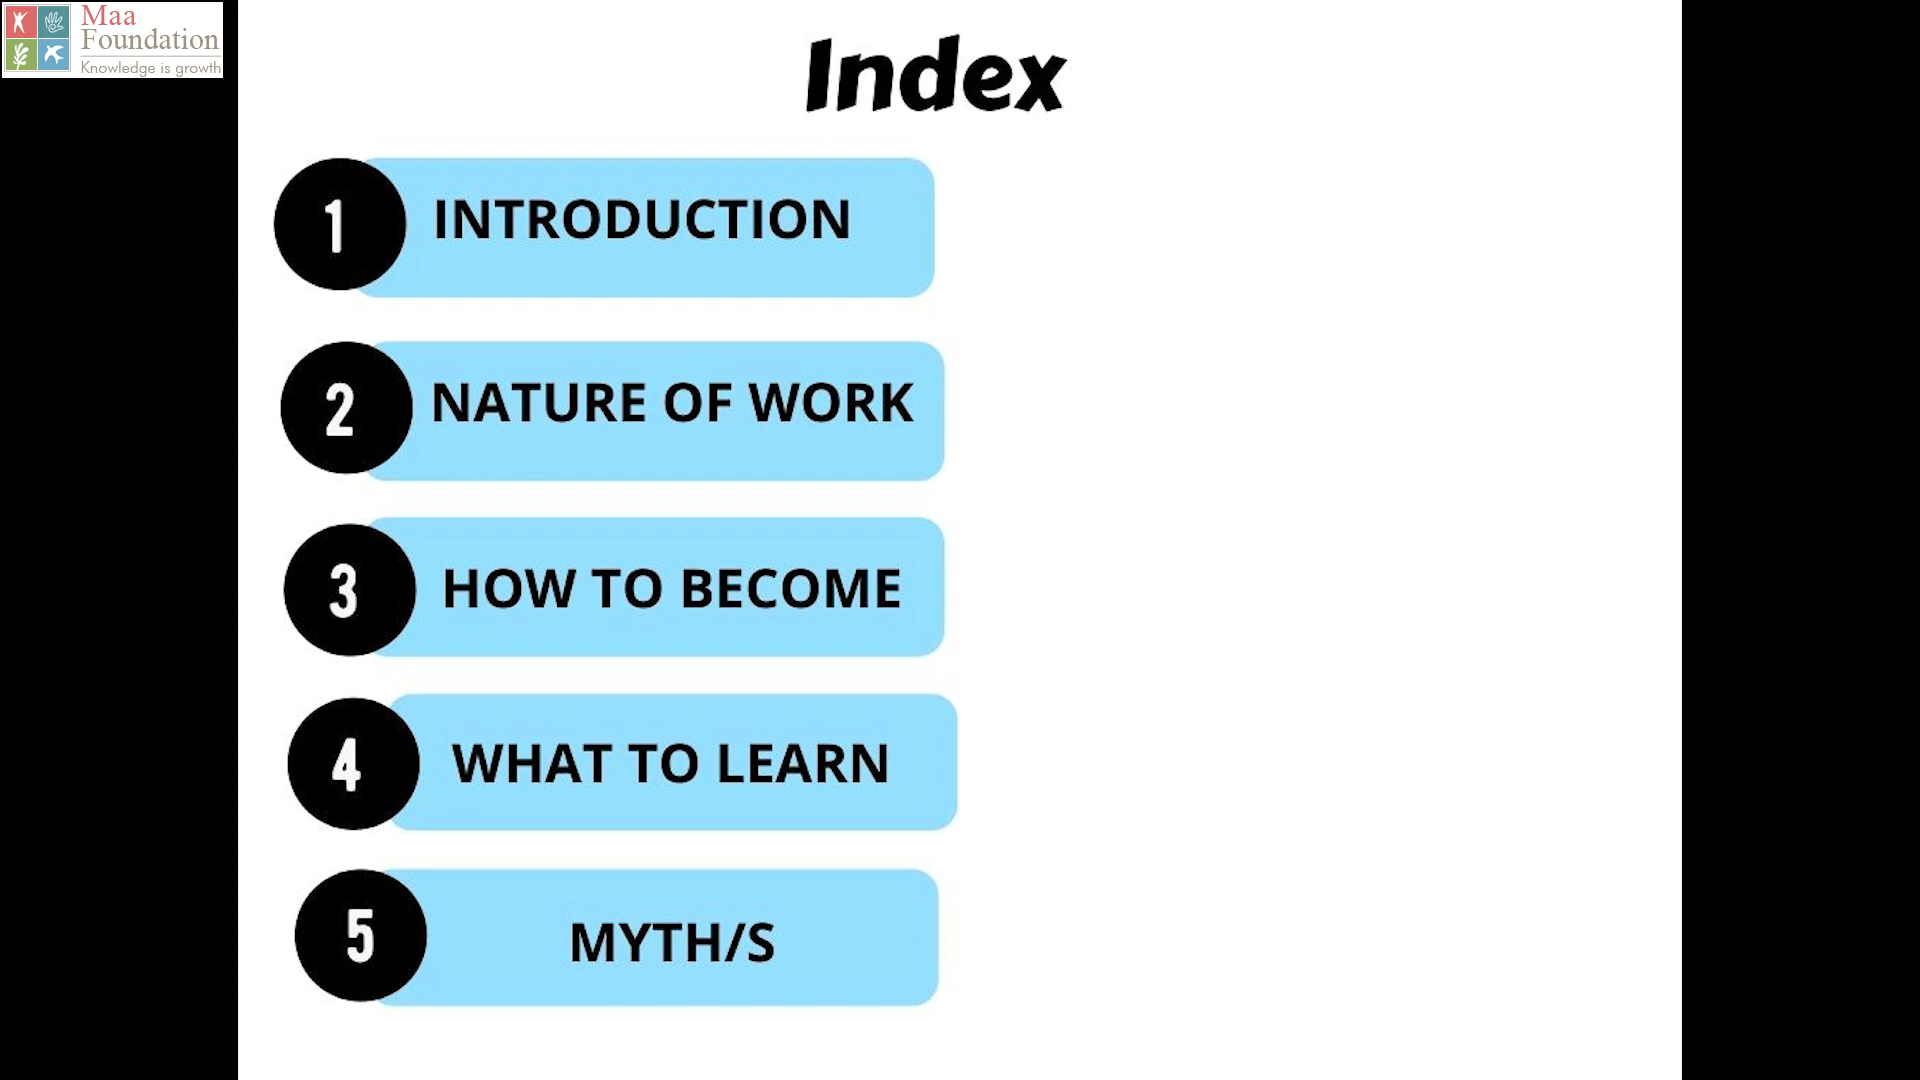 Maa
Foundation
Knowledge is growth
Index
1 INTRODUCTION
2 NATURE OF WORK
3 HOW TO BECOME
4 WHAT TO LEARN
5 MYTH/S